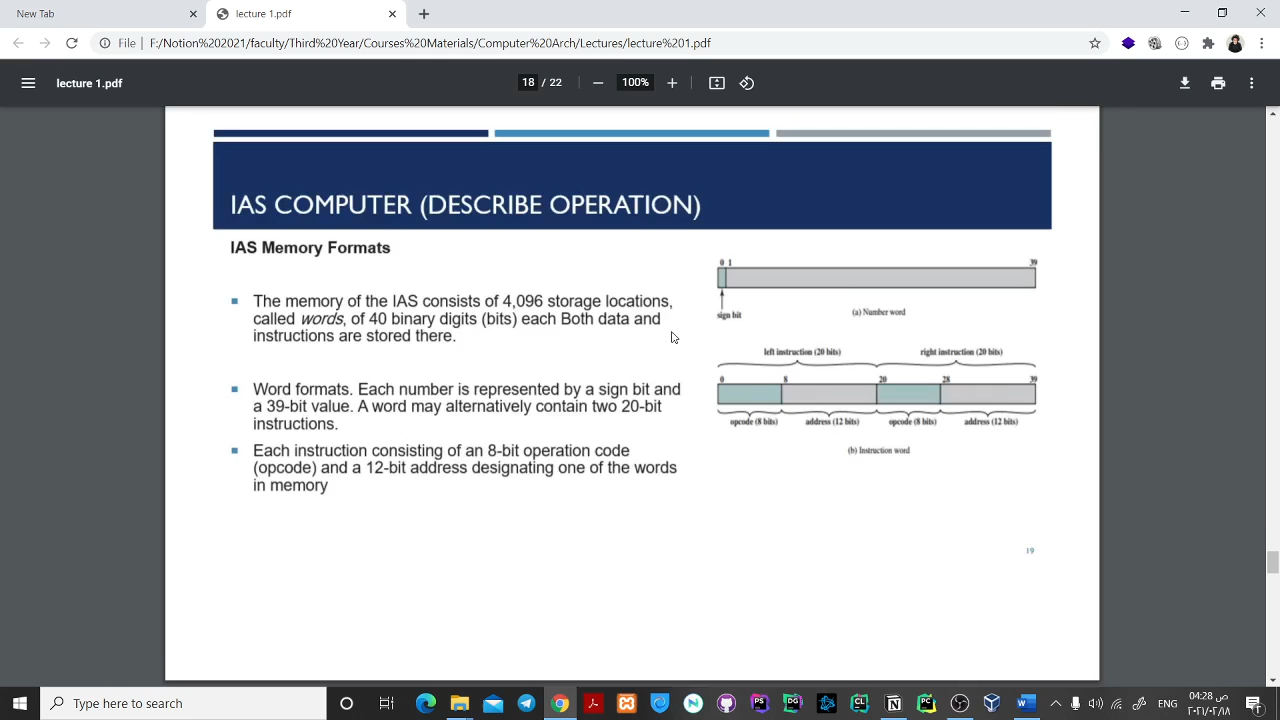 New Tab
lecture 1.pdf
File
F:/Notion%202021/faculty/Third%20Year/Courses%20Materials/Computer%20Arch/Lectures/lecture%201.pdf
lecture 1.pdf
18 / 22
100%
IAS COMPUTER (DESCRIBE OPERATION)
IAS Memory Formats
The memory of the IAS consists of 4,096 storage locations,
called words, of 40 binary digits (bits) each Both data and
instructions are stored there.
Word formats. Each number is represented by a sign bit and
a 39-bit value. A word may alternatively contain two 20-bit
instructions.
Each instruction consisting of an 8-bit operation code
(opcode) and a 12-bit address designating one of the words
in memory
0 1 39
sign bit
(a) Number word
left instruction (20 bits) right instruction (20 bits)
0 8 20 28 39
opcode (8 bits) address (12 bits) opcode (8 bits) address (12 bits)
(b) Instruction word
19
Type here to search
PS
DG
CL
PC
ENG
04:28 ص